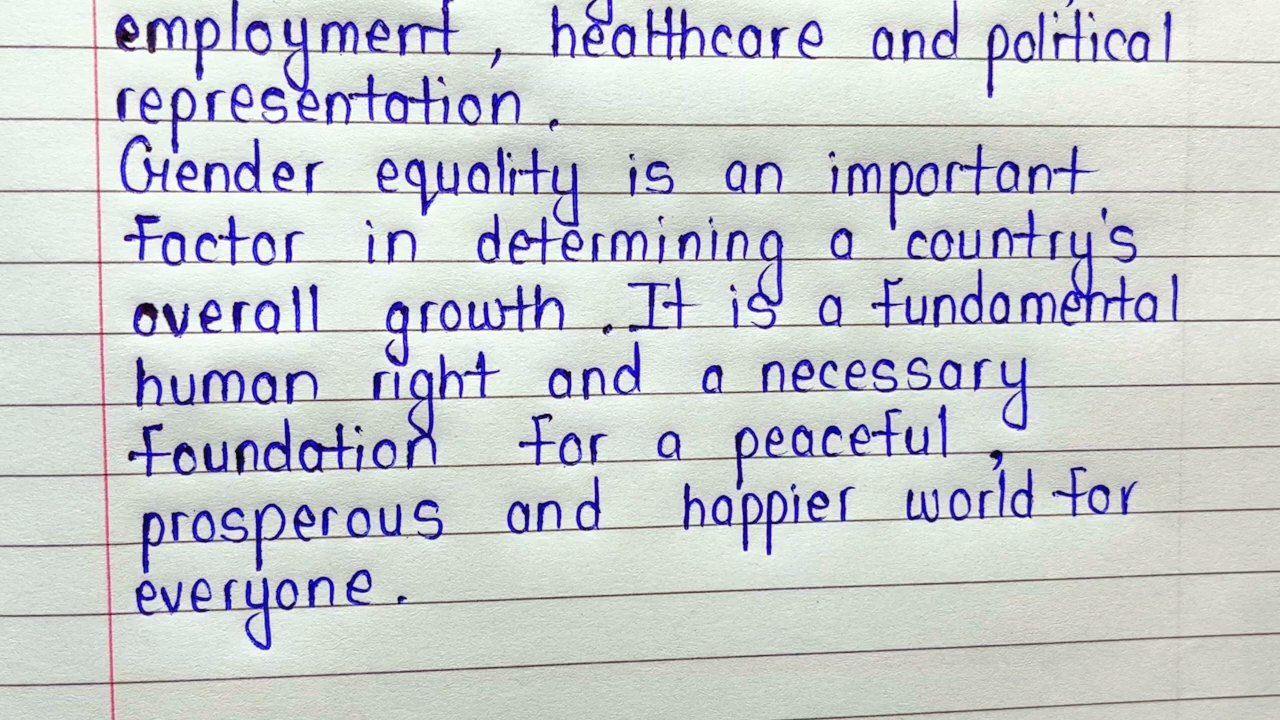 employment, healthcare and political
representation.
Gender equality is an important
factor in determining a country's
overall growth. It is a fundamental
human right and a necessary
foundation for a peaceful,
prosperous and happier world for
everyone.